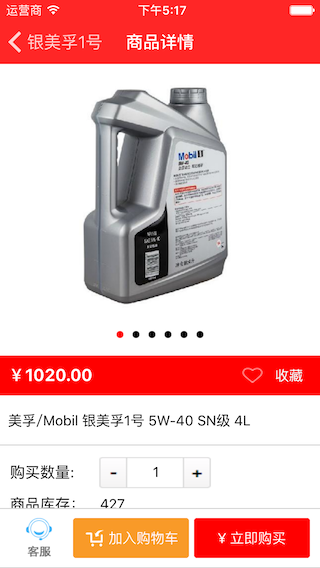 运营商 下午5:17
银美孚1号 商品详情
Mobil
¥1020.00 收藏
美孚/Mobil 银美孚1号 5W-40 SN级 4L
购买数量: - 1 +
商品库存: 427
客服 加入购物车 ¥立即购买